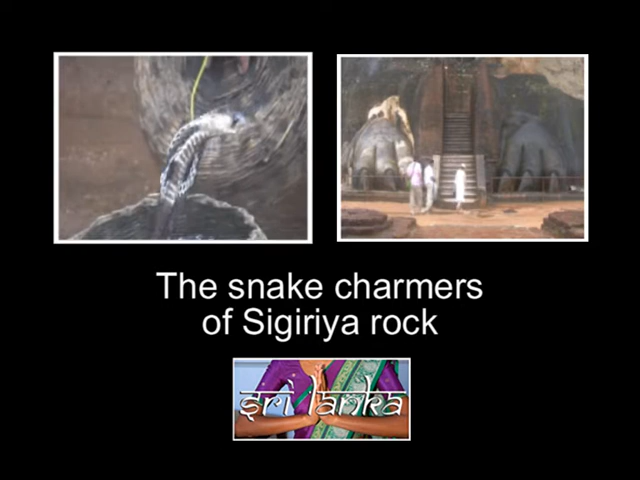 The snake charmers
of Sigiriya rock
sri lanka